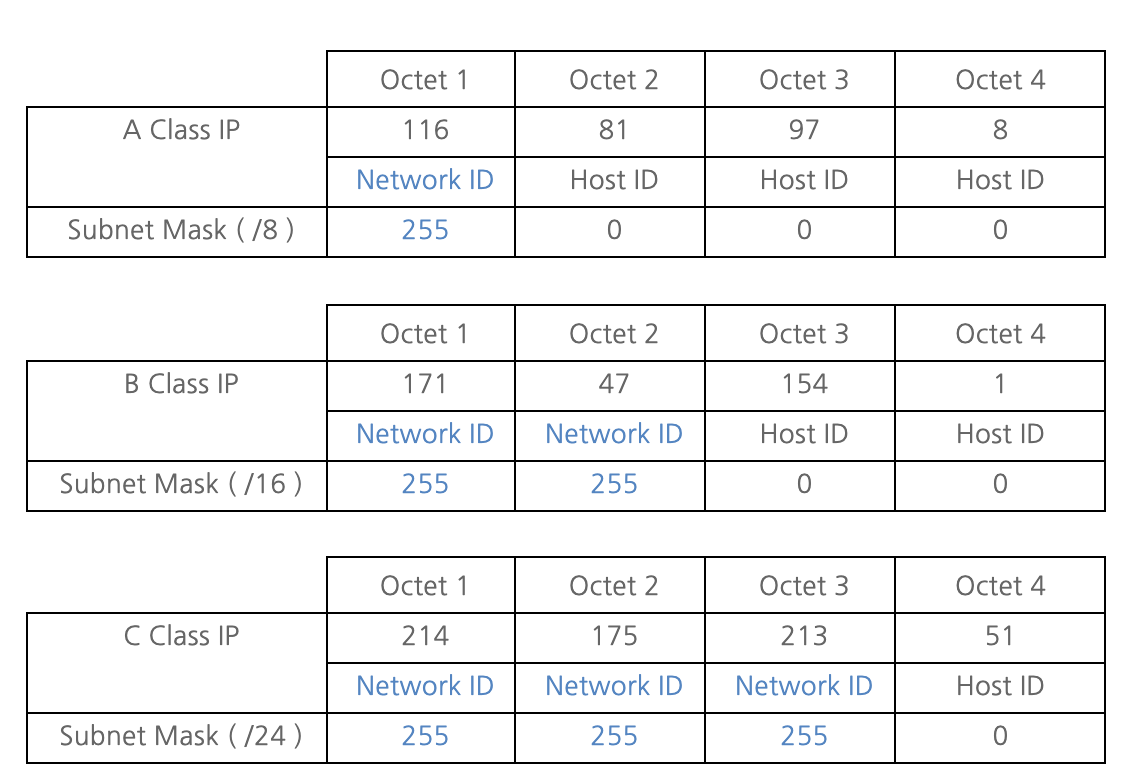 Octet 1 Octet 2 Octet 3 Octet 4
A Class IP 116 81 97 8
Network ID Host ID Host ID Host ID
Subnet Mask ( /8 ) 255 0 0 0
Octet 1 Octet 2 Octet 3 Octet 4
B Class IP 171 47 154 1
Network ID Network ID Host ID Host ID
Subnet Mask ( /16 ) 255 255 0 0
Octet 1 Octet 2 Octet 3 Octet 4
C Class IP 214 175 213 51
Network ID Network ID Network ID Host ID
Subnet Mask ( /24 ) 255 255 255 0